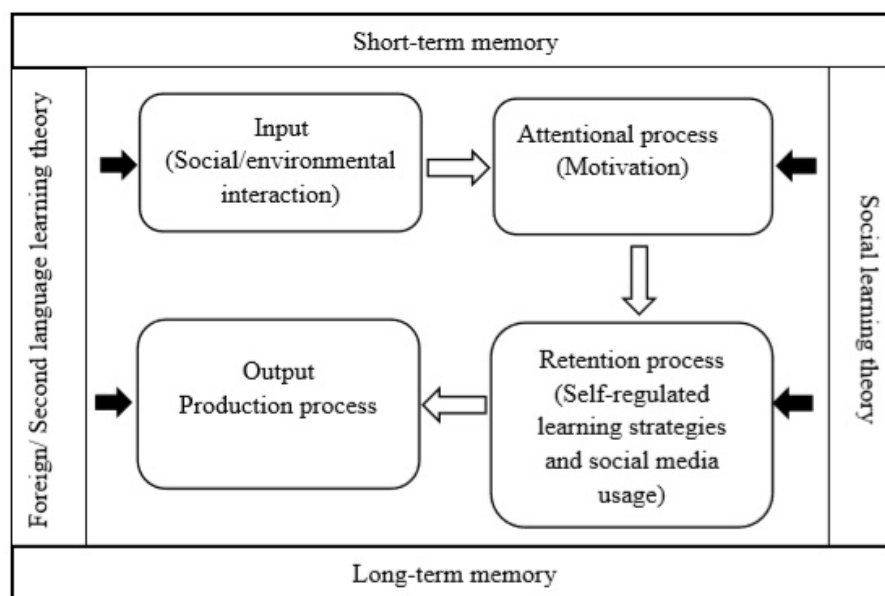 Short-term memory
Foreign/ Second language learning theory
Input
(Social/environmental
interaction)
Attentional process
(Motivation)
Social learning theory
Output
Production process
Retention process
(Self-regulated
learning strategies
and social media
usage)
Long-term memory